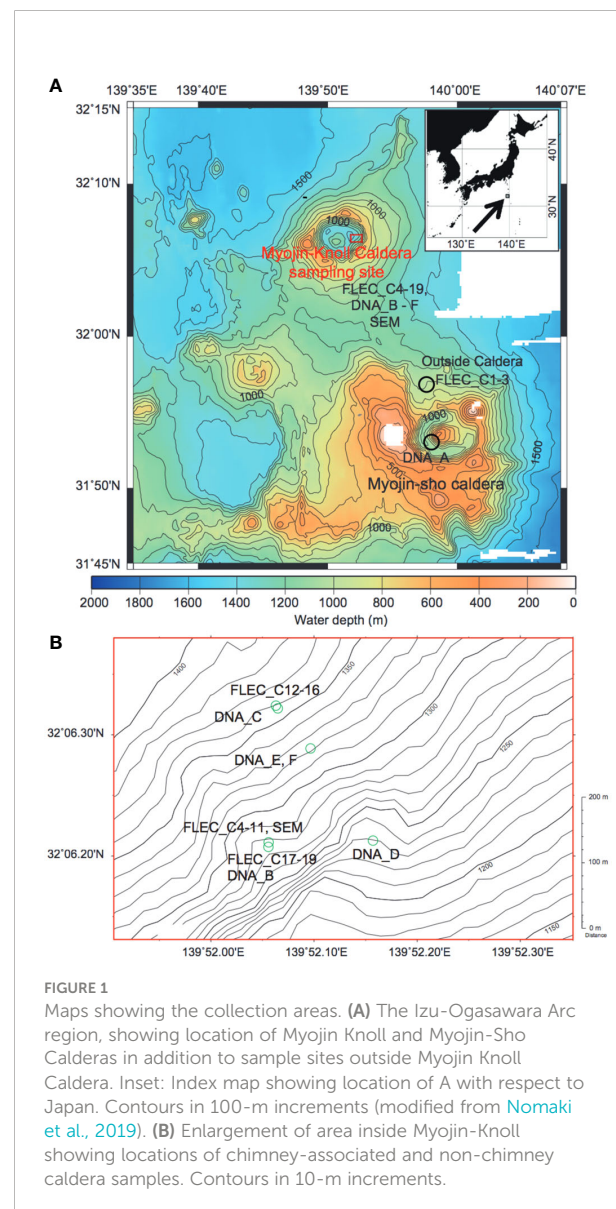 A
139°35'E 139°40'E 139°50'E 140°00'E 140°07'E
32°15'N
32°10'N
32°00'N
31°50'N
31°45'N
40°N
30°N
130°E 140°E
1500
1000
1000
Myojin-Knoll Caldera
sampling site
FLEC_C4-19,
DNA_B - F
SEM
Outside Caldera
FLEC_C1-3
1000
1000
DNA_A
500
Myojin-sho caldera
1500
1000
2000 1800 1600 1400 1200 1000 800 600 400 200 0
Water depth (m)
B
1400
1350
1300
1250
1200
1150
FLEC_C12-16
DNA_C
32°06.30'N
DNA_E, F
FLEC_C4-11, SEM
32°06.20'N
FLEC_C17-19
DNA_B
DNA_D
200 m
100 m
0 m
Distance
139°52.00'E 139°52.10'E 139°52.20'E 139°52.30'E
FIGURE 1
Maps showing the collection areas. (A) The Izu-Ogasawara Arc
region, showing location of Myojin Knoll and Myojin-Sho
Calderas in addition to sample sites outside Myojin Knoll
Caldera. Inset: Index map showing location of A with respect to
Japan. Contours in 100-m increments (modified from Nomaki
et al., 2019). (B) Enlargement of area inside Myojin-Knoll
showing locations of chimney-associated and non-chimney
caldera samples. Contours in 10-m increments.